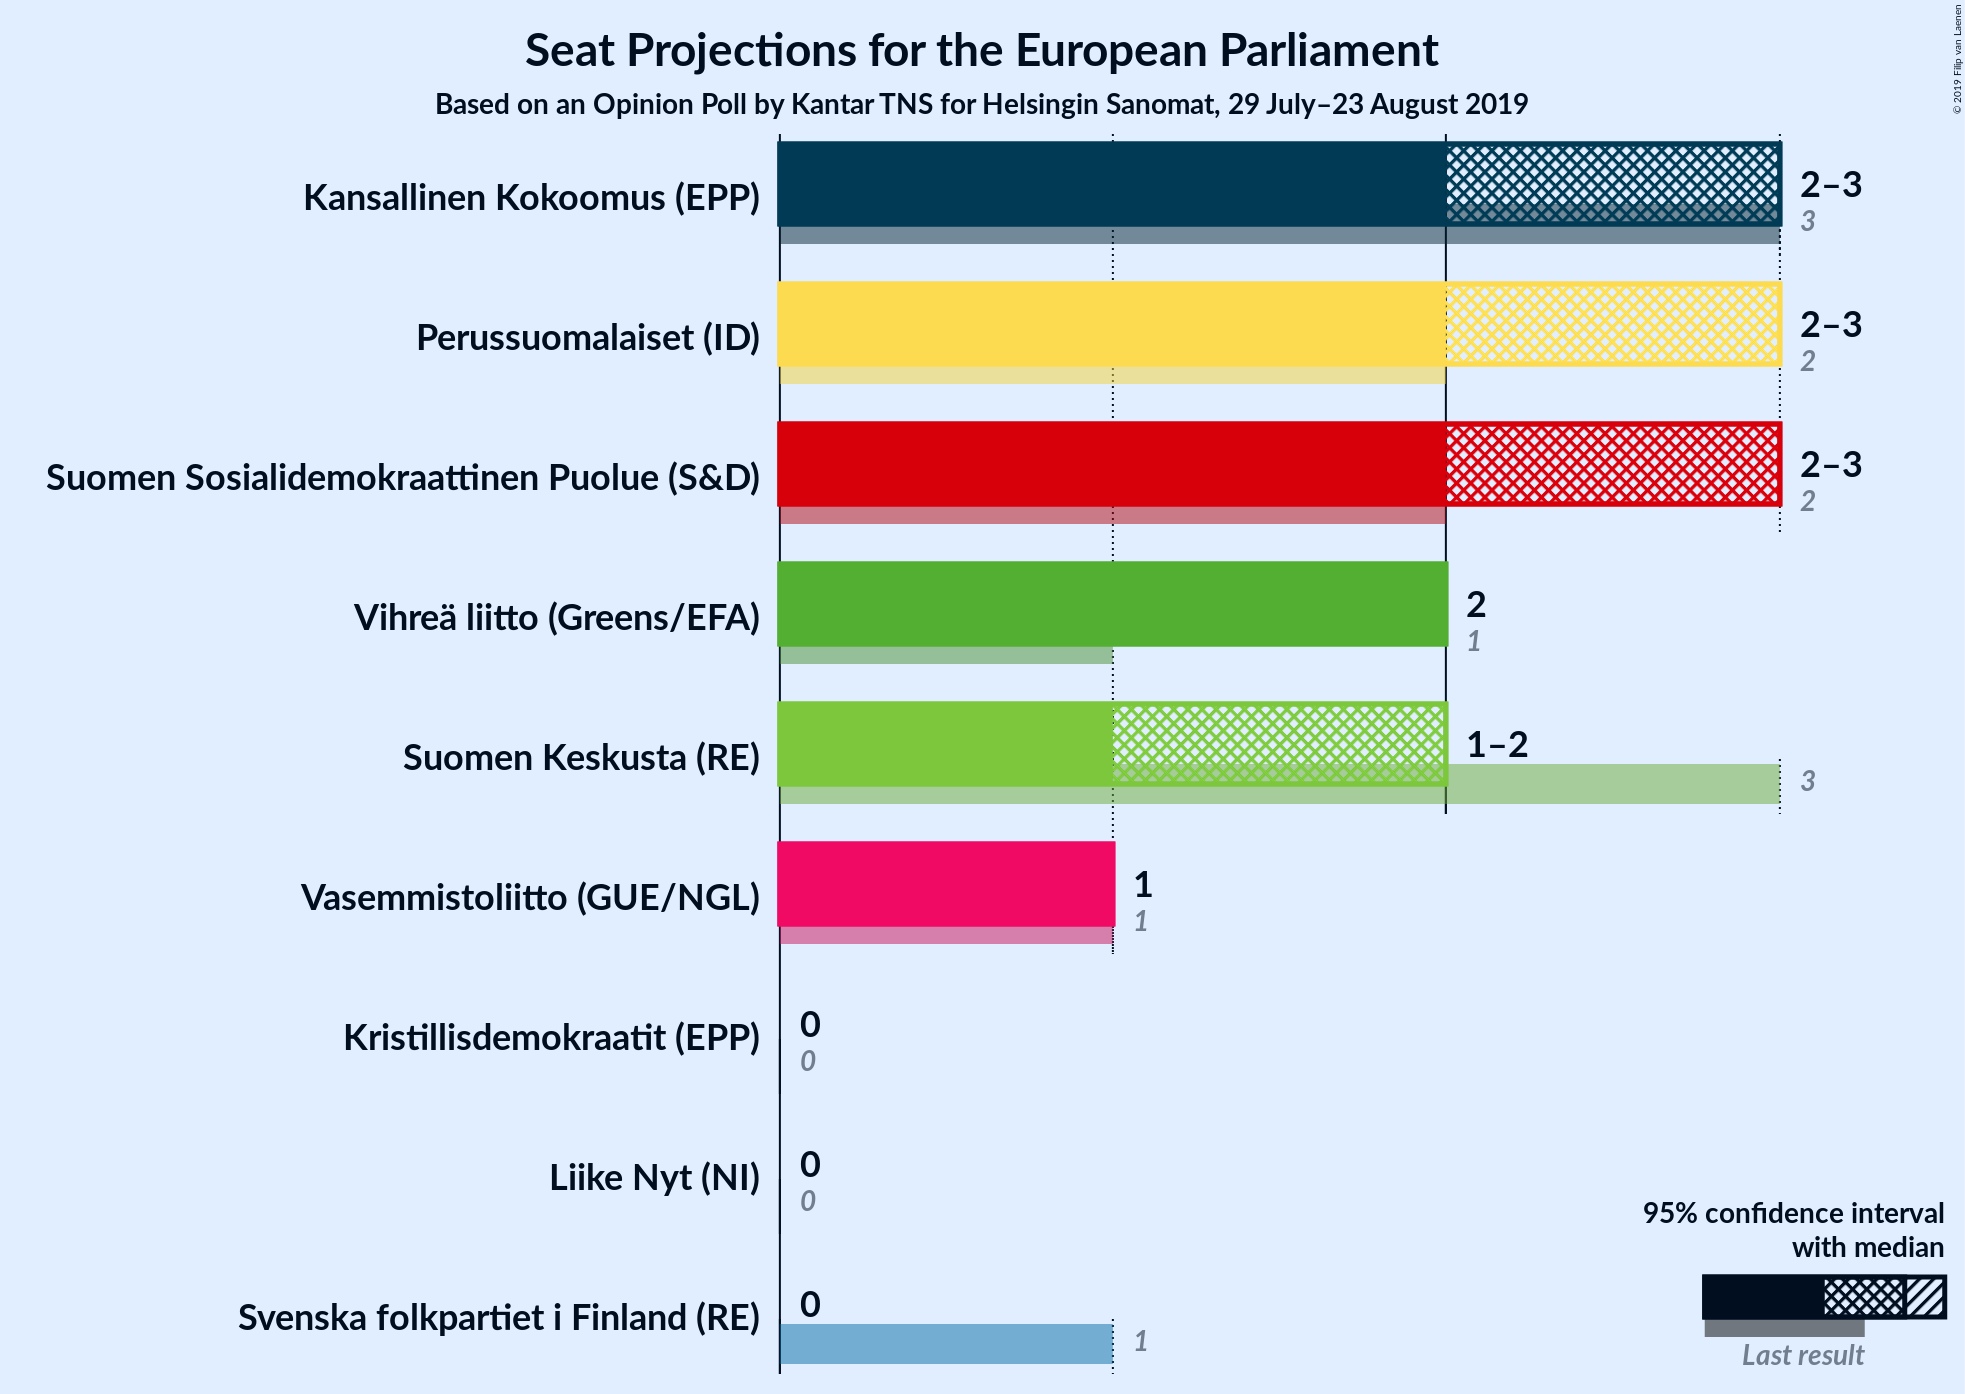 Seat Projections for the European Parliament
Based on an Opinion Poll by Kantar TNS for Helsingin Sanomat, 29 July–23 August 2019
© 2019 Filip van Laenen
Kansallinen Kokoomus (EPP)
2–3
3
Perussuomalaiset (ID)
2–3
2
Suomen Sosialidemokraattinen Puolue (S&D)
2–3
2
Vihreä liitto (Greens/EFA)
2
1
Suomen Keskusta (RE)
1–2
3
Vasemmistoliitto (GUE/NGL)
1
1
Kristillisdemokraatit (EPP)
0
0
Liike Nyt (NI)
0
0
Svenska folkpartiet i Finland (RE)
0
1
95% confidence interval
with median
Last result